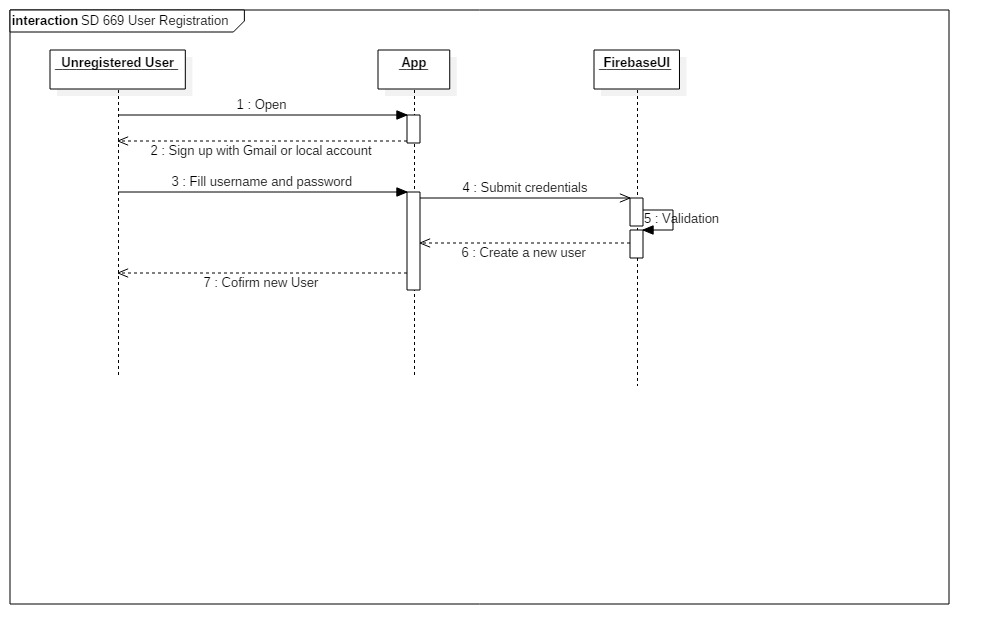 interaction SD 669 User Registration
Unregistered User
App
FirebaseUI
1 : Open
2 : Sign up with Gmail or local account
3 : Fill username and password
4 : Submit credentials
5 : Validation
6 : Create a new user
7 : Cofirm new User